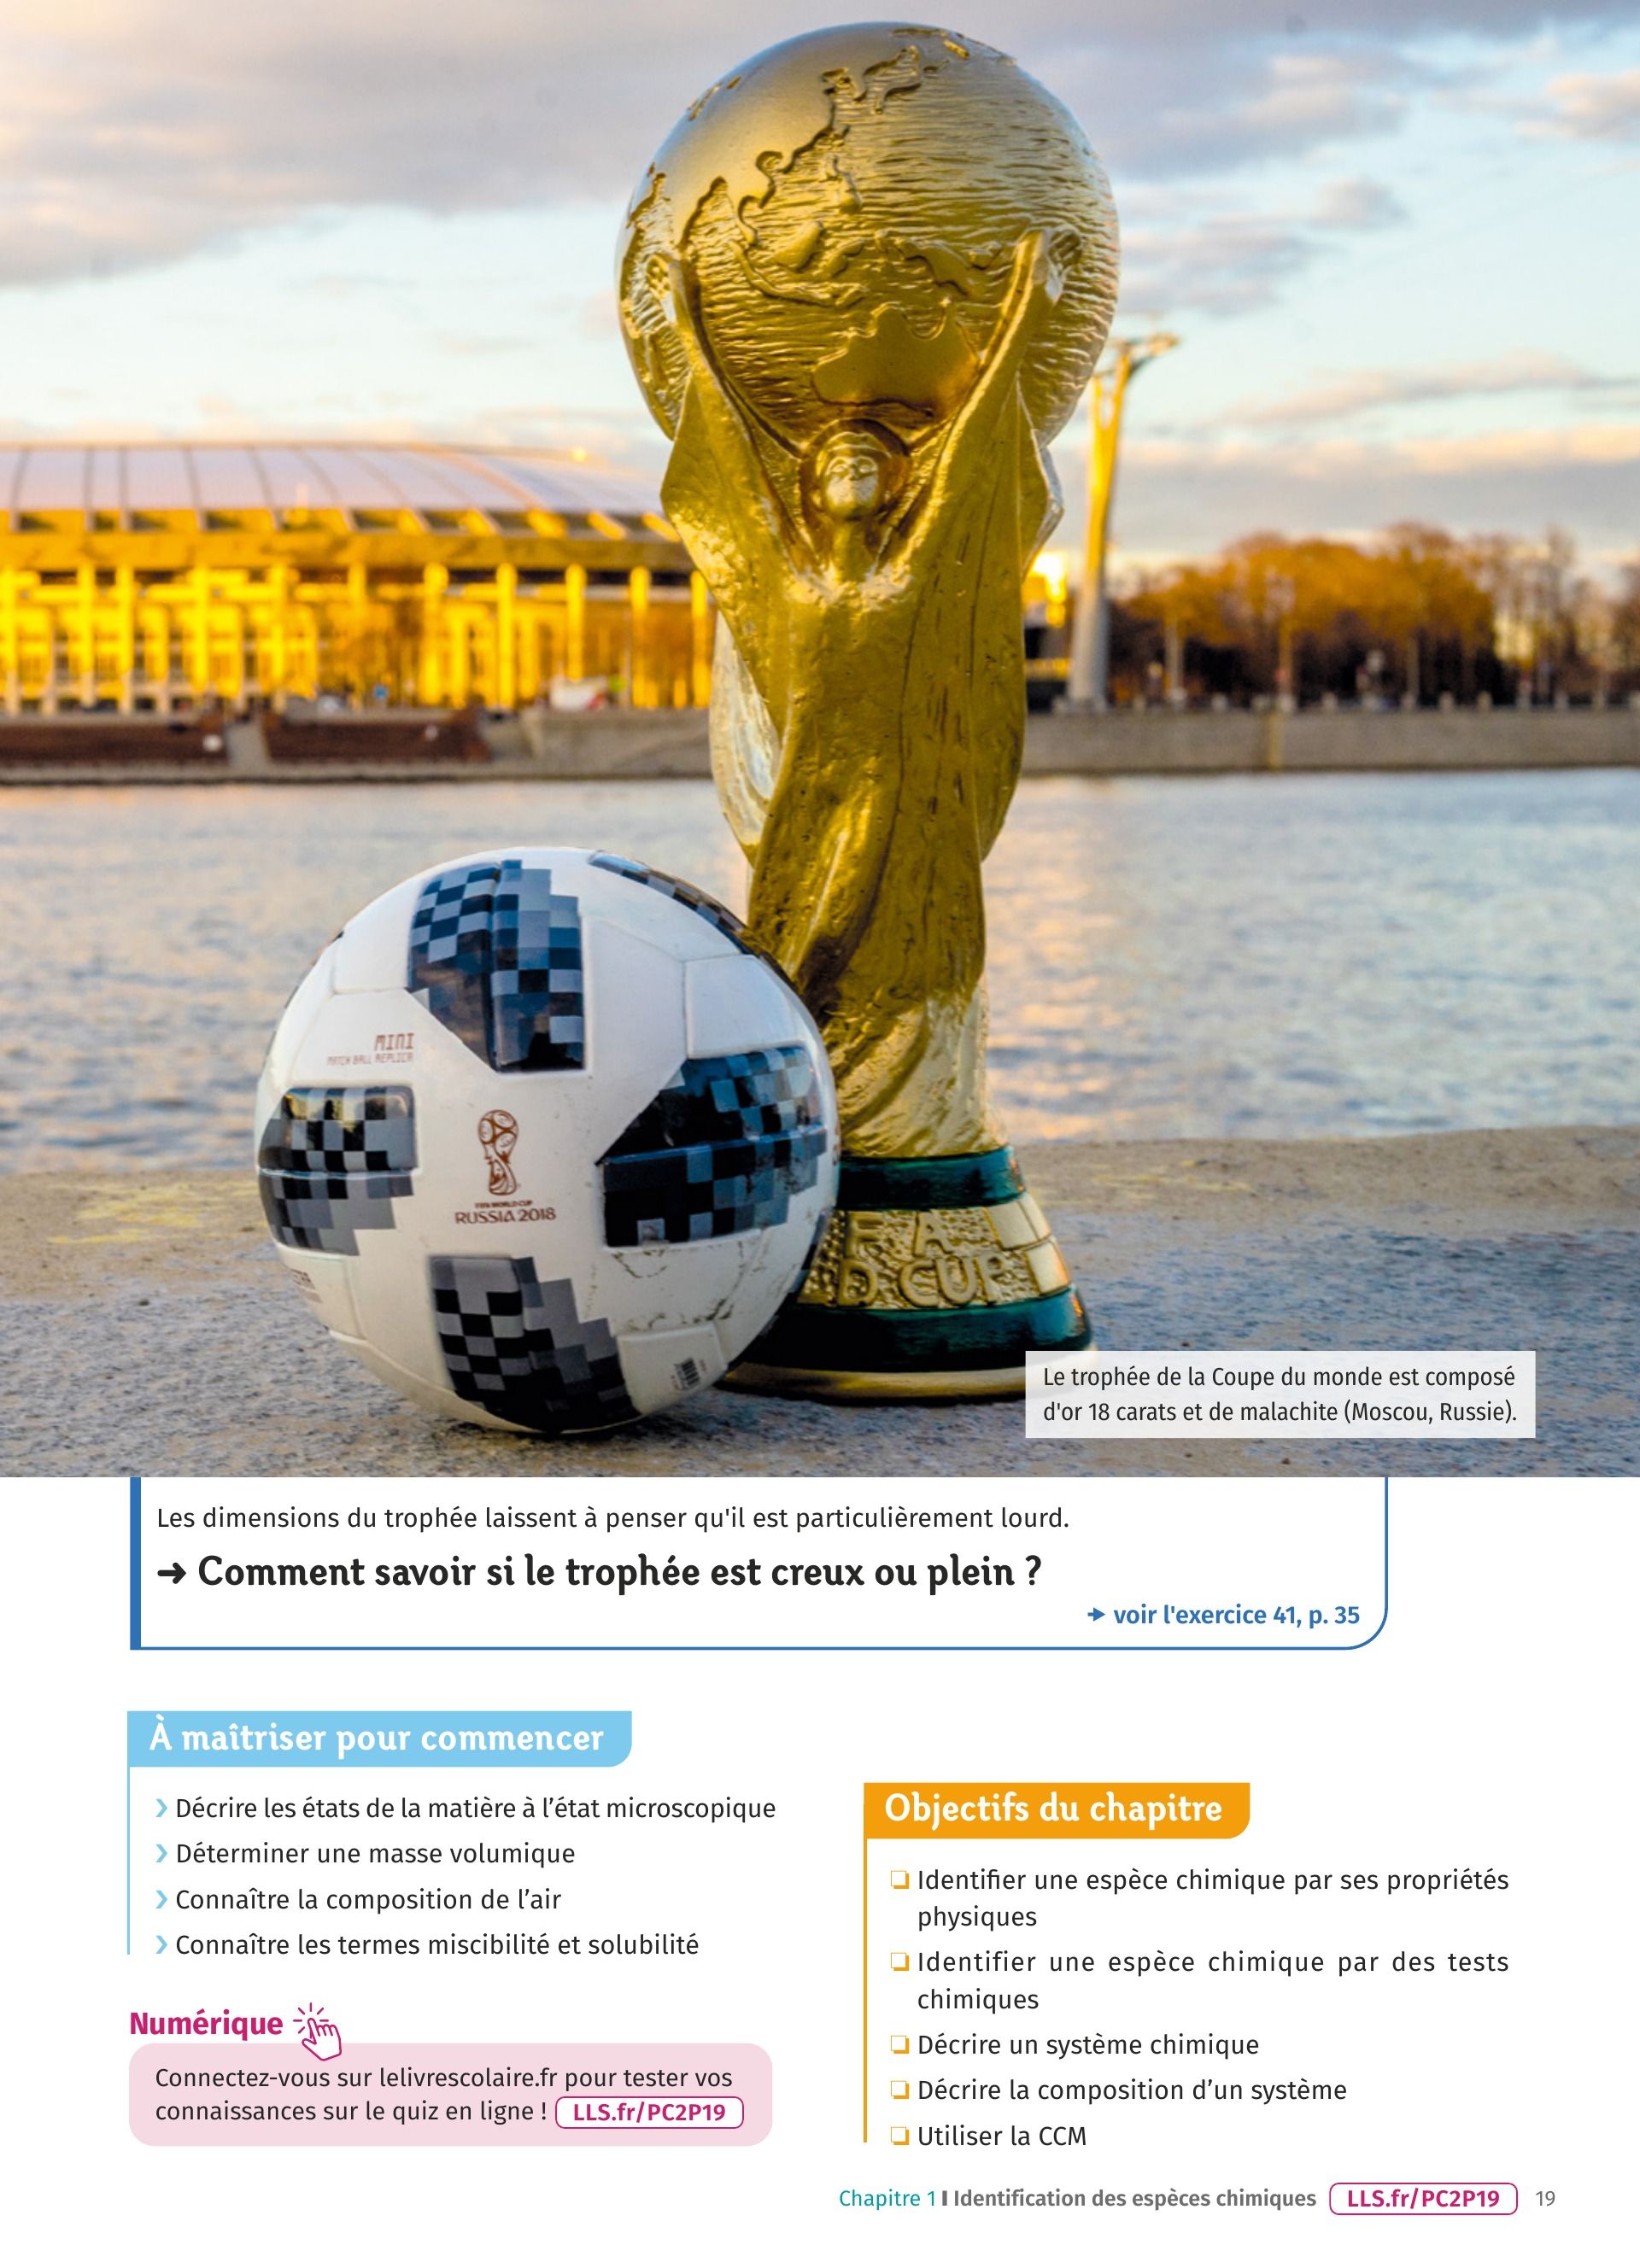 MINI
MATCH BALL REPLICA
FIFA WORLD CUP
RUSSIA 2018
D CUP
Le trophée de la Coupe du monde est composé
d'or 18 carats et de malachite (Moscou, Russie).
Les dimensions du trophée laissent à penser qu'il est particulièrement lourd.
➜ Comment savoir si le trophée est creux ou plein ?
➜ voir l'exercice 41, p. 35
À maîtriser pour commencer
› Décrire les états de la matière à l’état microscopique
› Déterminer une masse volumique
› Connaître la composition de l’air
› Connaître les termes miscibilité et solubilité
Numérique
Connectez-vous sur lelivrescolaire.fr pour tester vos
connaissances sur le quiz en ligne ! LLS.fr/PC2P19
Objectifs du chapitre
❏ Identifier une espèce chimique par ses propriétés
physiques
❏ Identifier une espèce chimique par des tests
chimiques
❏ Décrire un système chimique
❏ Décrire la composition d’un système
❏ Utiliser la CCM
Chapitre 1 I Identification des espèces chimiques LLS.fr/PC2P19 19